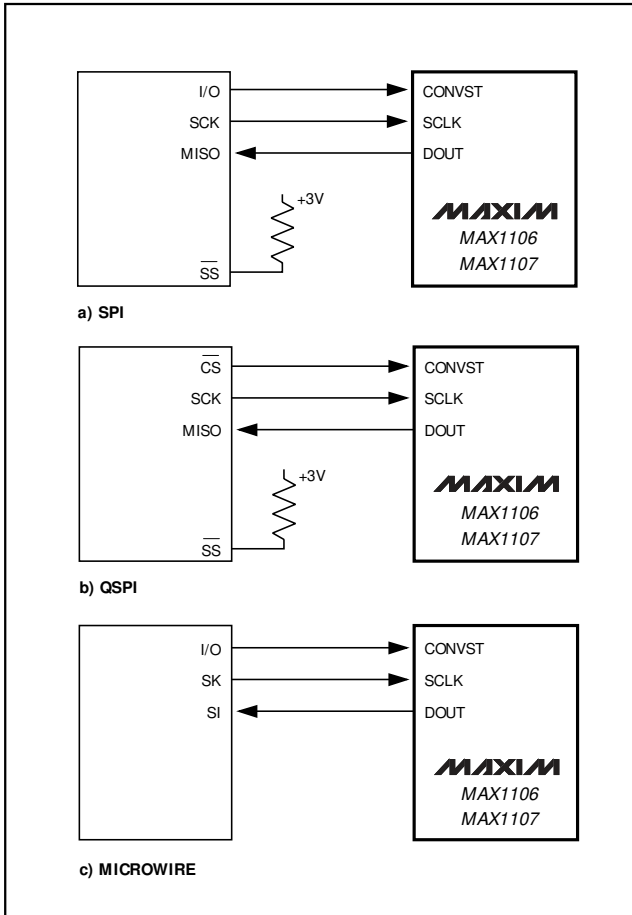 I/O
CONVST
SCK
SCLK
MISO
DOUT
+3V
MAXIM
MAX1106
MAX1107
SS
a) SPI
CS
CONVST
SCK
SCLK
MISO
DOUT
+3V
MAXIM
MAX1106
MAX1107
SS
b) QSPI
I/O
CONVST
SK
SCLK
SI
DOUT
MAXIM
MAX1106
MAX1107
c) MICROWIRE